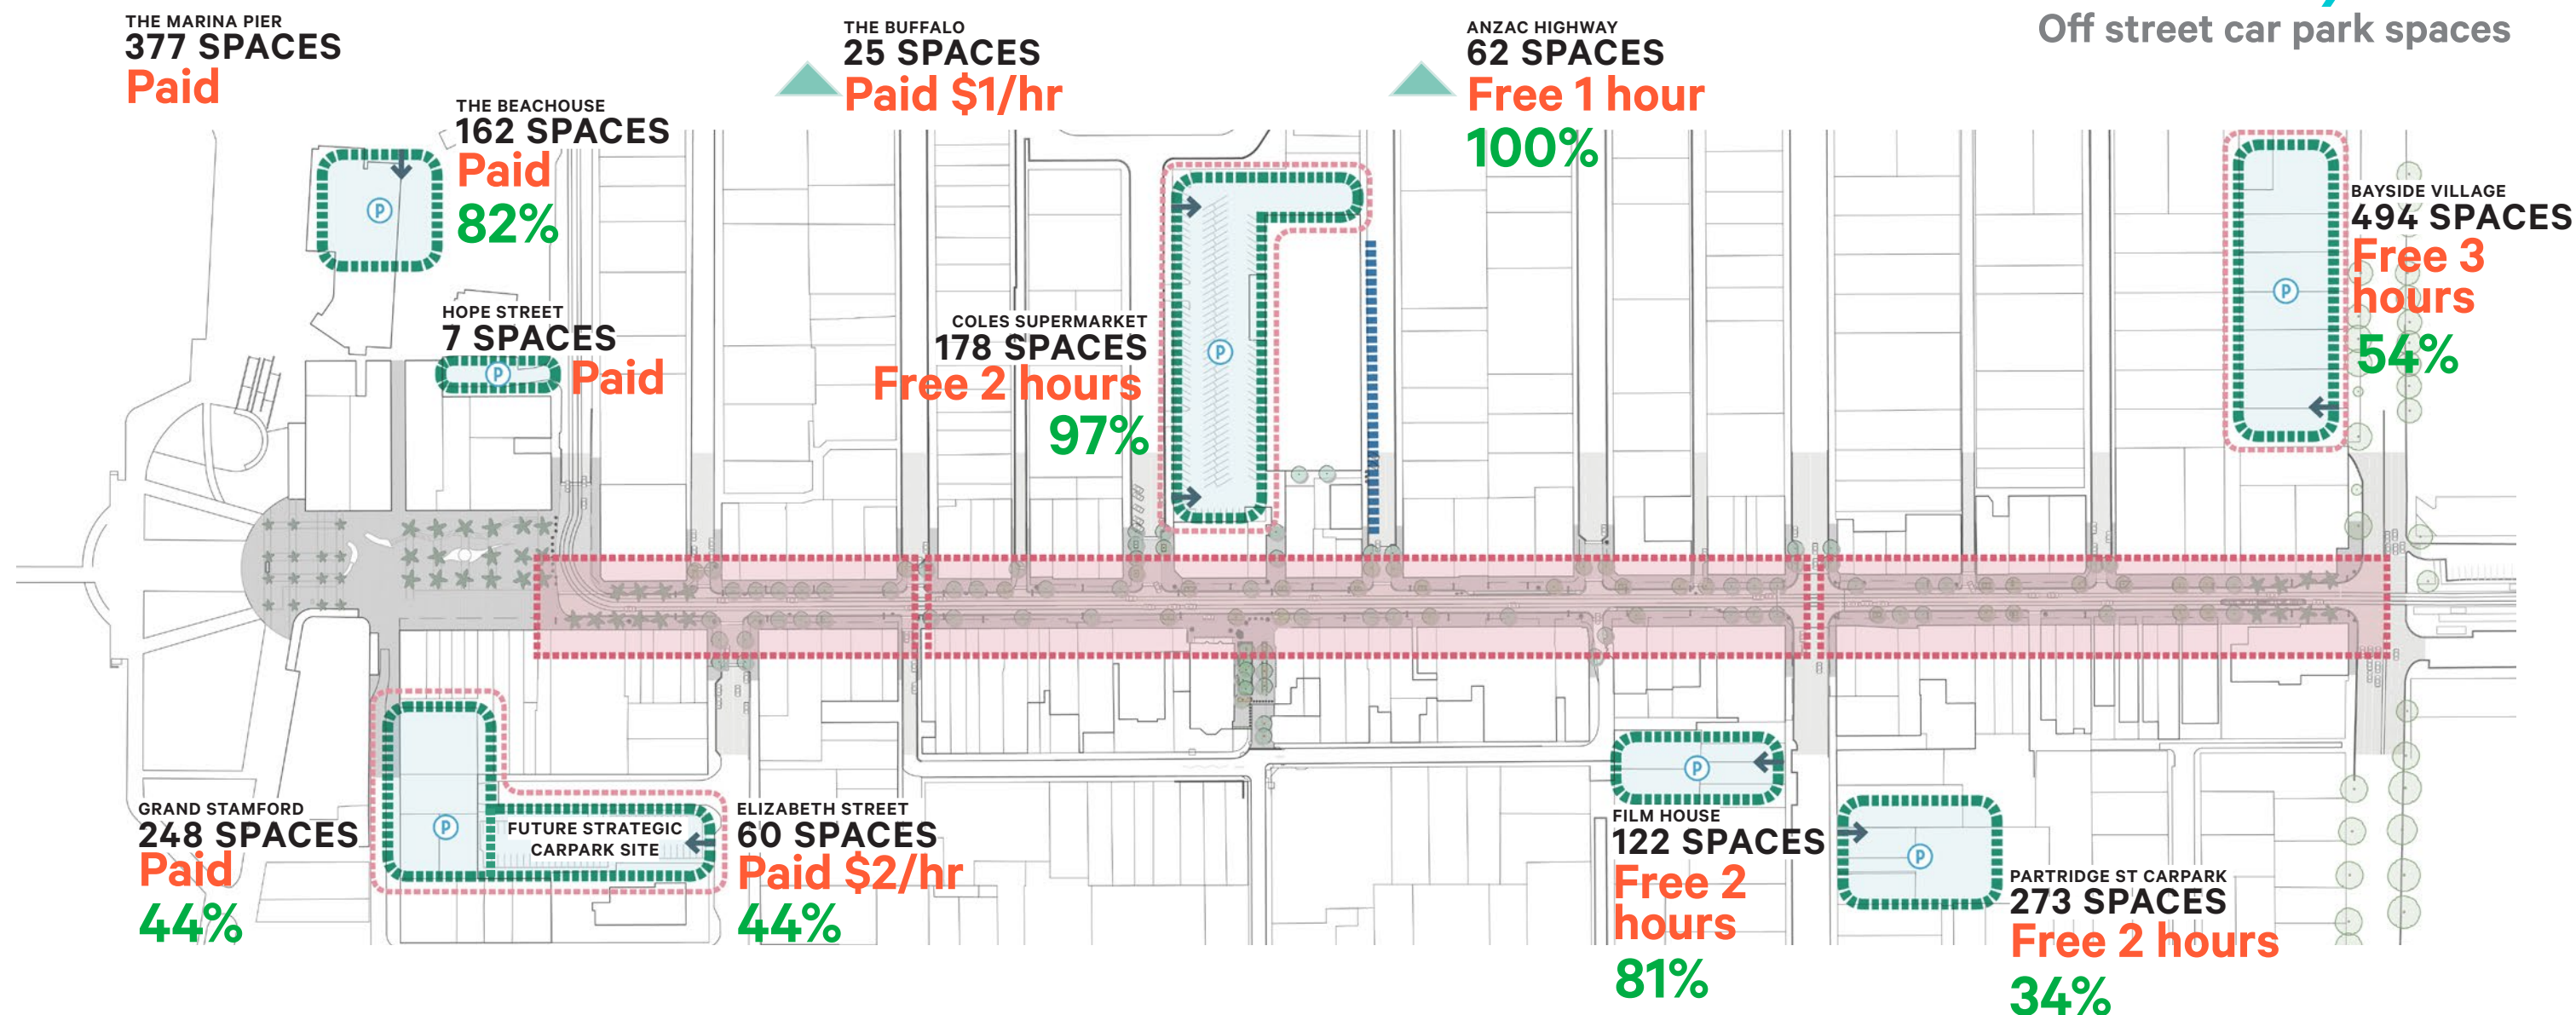 THE MARINA PIER
377 SPACES
Paid
THE BUFFALO
25 SPACES
Paid $1/hr
ANZAC HIGHWAY
62 SPACES
Free 1 hour
100%
Off street car park spaces
THE BEACHOUSE
162 SPACES
Paid
82%
P
BAYSIDE VILLAGE
494 SPACES
Free 3
hours
54%
P
HOPE STREET
7 SPACES
P
Paid
COLES SUPERMARKET
178 SPACES
Free 2 hours
97%
P
GRAND STAMFORD
248 SPACES
Paid
44%
P
FUTURE STRATEGIC
CARPARK SITE
ELIZABETH STREET
60 SPACES
Paid $2/hr
44%
P
FILM HOUSE
122 SPACES
Free 2
hours
81%
P
PARTRIDGE ST CARPARK
273 SPACES
Free 2 hours
34%